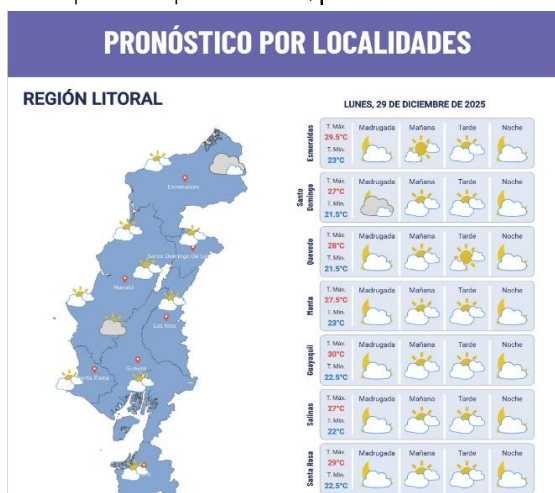 PRONÓSTICO POR LOCALIDADES
REGIÓN LITORAL
Esmeraldas
Santo Domingo De Los
Manabí
Los Ríos
Guayas
nta Elena
LUNES, 29 DE DICIEMBRE DE 2025
Esmeraldas
T. Máx. Madrugada Mañana Tarde Noche
29.5°C
T. Mín.
23°C
Santo Domingo
T. Máx. Madrugada Mañana Tarde Noche
27°C
T. Mín.
21.5°C
Quevedo
T. Máx. Madrugada Mañana Tarde Noche
28°C
T. Mín.
21.5°C
Manta
T. Máx. Madrugada Mañana Tarde Noche
27.5°C
T. Mín.
23°C
Guayaquil
T. Máx. Madrugada Mañana Tarde Noche
30°C
T. Mín.
22.5°C
Salinas
T. Máx. Madrugada Mañana Tarde Noche
27°C
T. Mín.
22°C
Santa Rosa
T. Máx. Madrugada Mañana Tarde Noche
29°C
T. Mín.
22.5°C